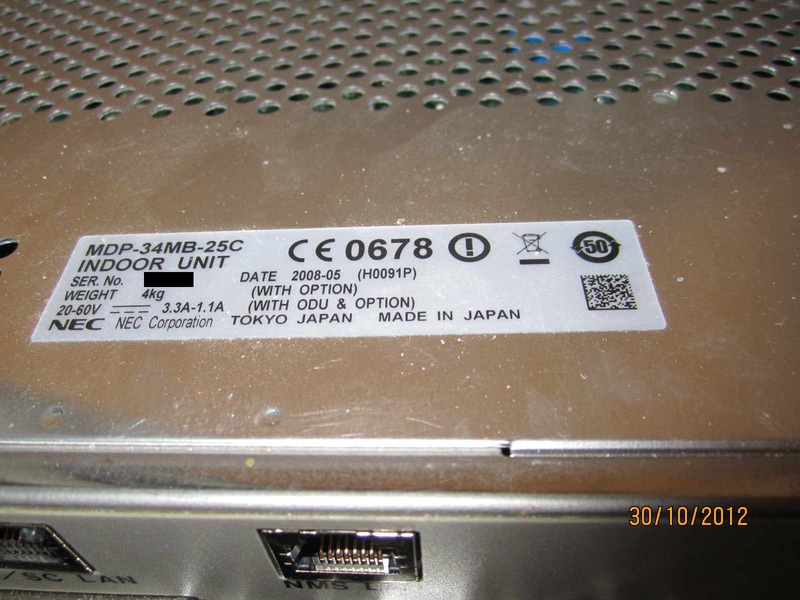 MDP-34MB-25C
INDOOR UNIT
CE 0678
50
SER. No.
DATE 2008-05 (H0091P)
WEIGHT 4kg (WITH OPTION)
20-60V 3.3A-1.1A (WITH ODU & OPTION)
NEC NEC Corporation TOKYO JAPAN MADE IN JAPAN
30/10/2012
/SC LAN
NMS